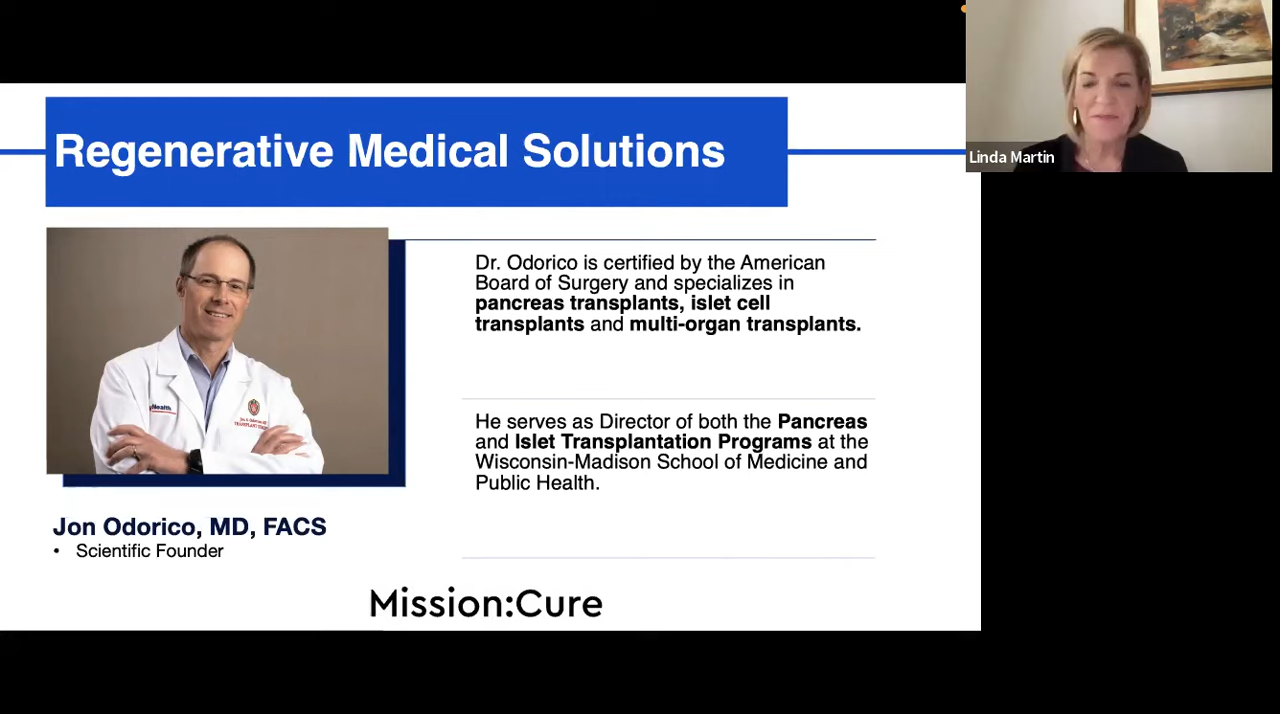 Regenerative Medical Solutions
Linda Martin
Dr. Odorico is certified by the American
Board of Surgery and specializes in
pancreas transplants, islet cell
transplants and multi-organ transplants.
He serves as Director of both the Pancreas
and Islet Transplantation Programs at the
Wisconsin-Madison School of Medicine and
Public Health.
Jon Odorico, MD, FACS
• Scientific Founder
Mission:Cure